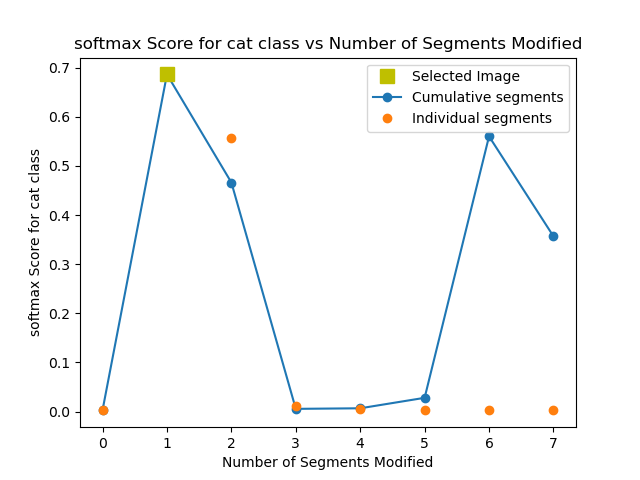 softmax Score for cat class vs Number of Segments Modified
Selected Image
Cumulative segments
Individual segments
softmax Score for cat class
0.7
0.6
0.5
0.4
0.3
0.2
0.1
0.0
0 1 2 3 4 5 6 7
Number of Segments Modified